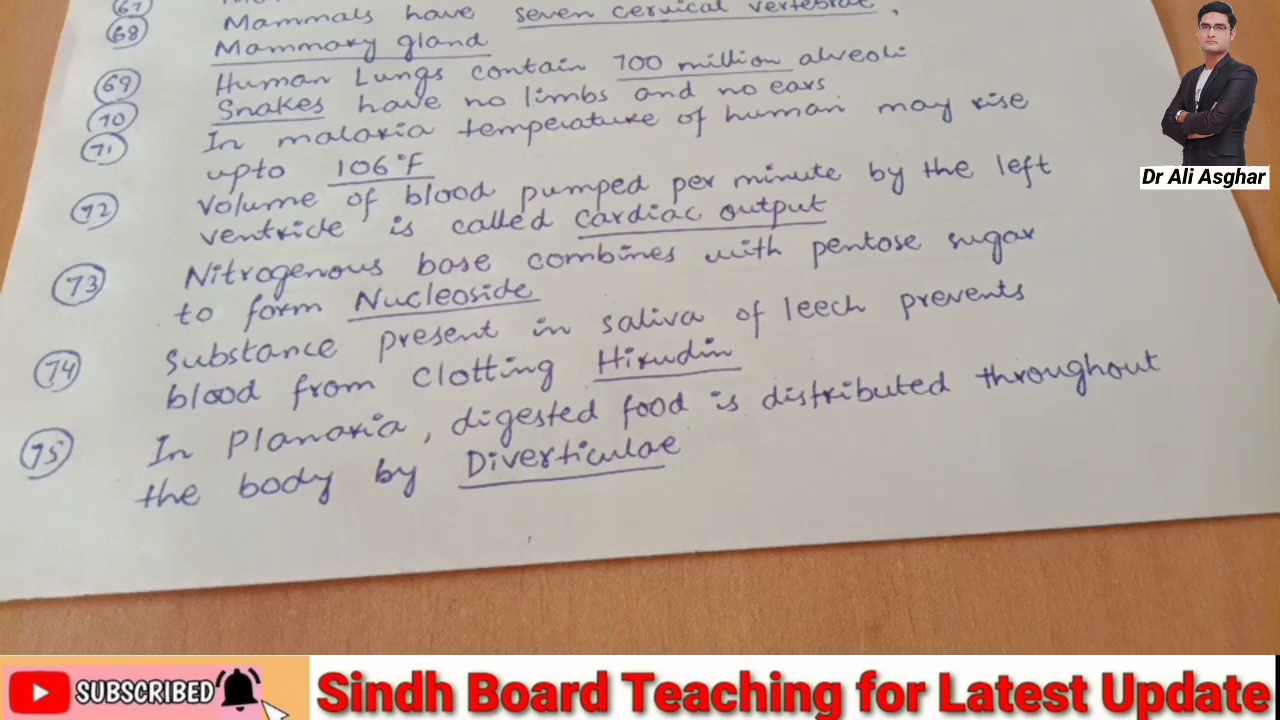 67
68 Mammals have seven cervical vertebrae,
Mammary gland
69 Human Lungs contain 700 million alveoli
70 Snakes have no limbs and no ears
71 In malaria temperature of human may rise
upto 106°F
72 Volume of blood pumped per minute by the left
ventricle is called cardiac output
73 Nitrogenous base combines with pentose sugar
to form Nucleoside
74 Substance present in saliva of leech prevents
blood from clotting Hirudin
75 In Planaria, digested food is distributed throughout
the body by Diverticulae
Dr Ali Asghar
SUBSCRIBED
Sindh Board Teaching for Latest Update